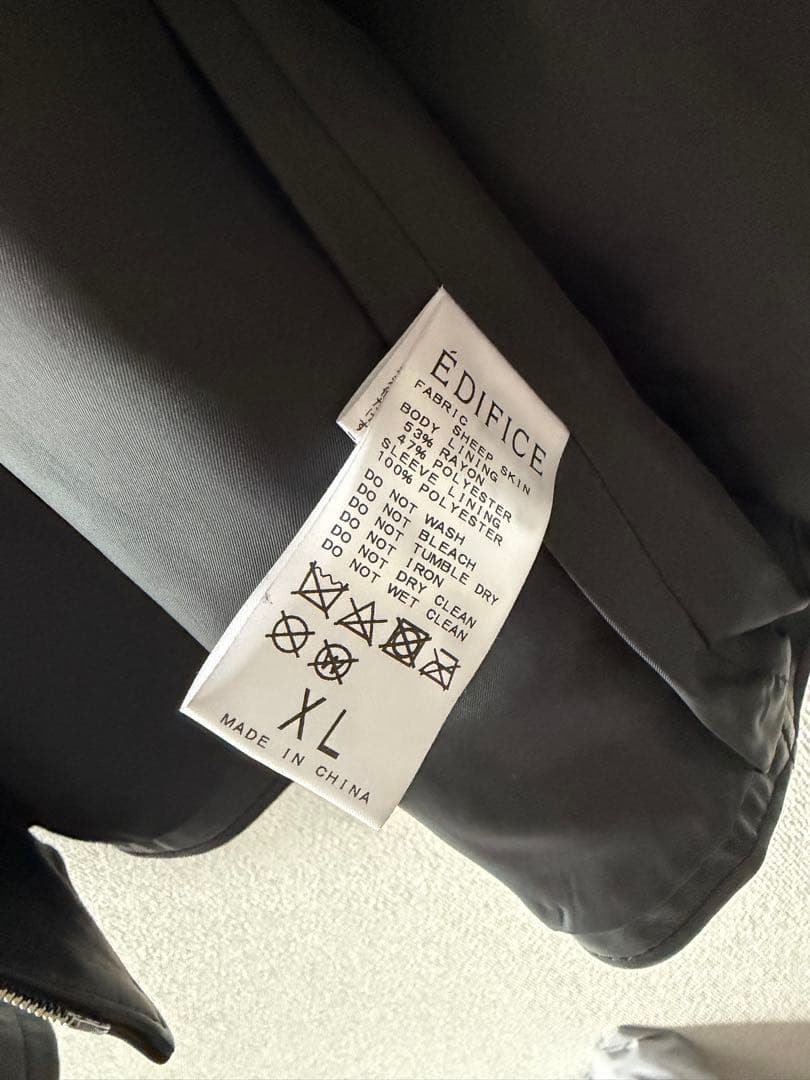 ÉDIFICE
FABRIC SHEEP SKIN
BODY LINING
53% RAYON
47% POLYESTER
SLEEVE LINING
100% POLYESTER
DO NOT WASH
DO NOT BLEACH
DO NOT TUMBLE DRY
DO NOT IRON
DO NOT DRY CLEAN
DO NOT WET CLEAN
XL
MADE IN CHINA